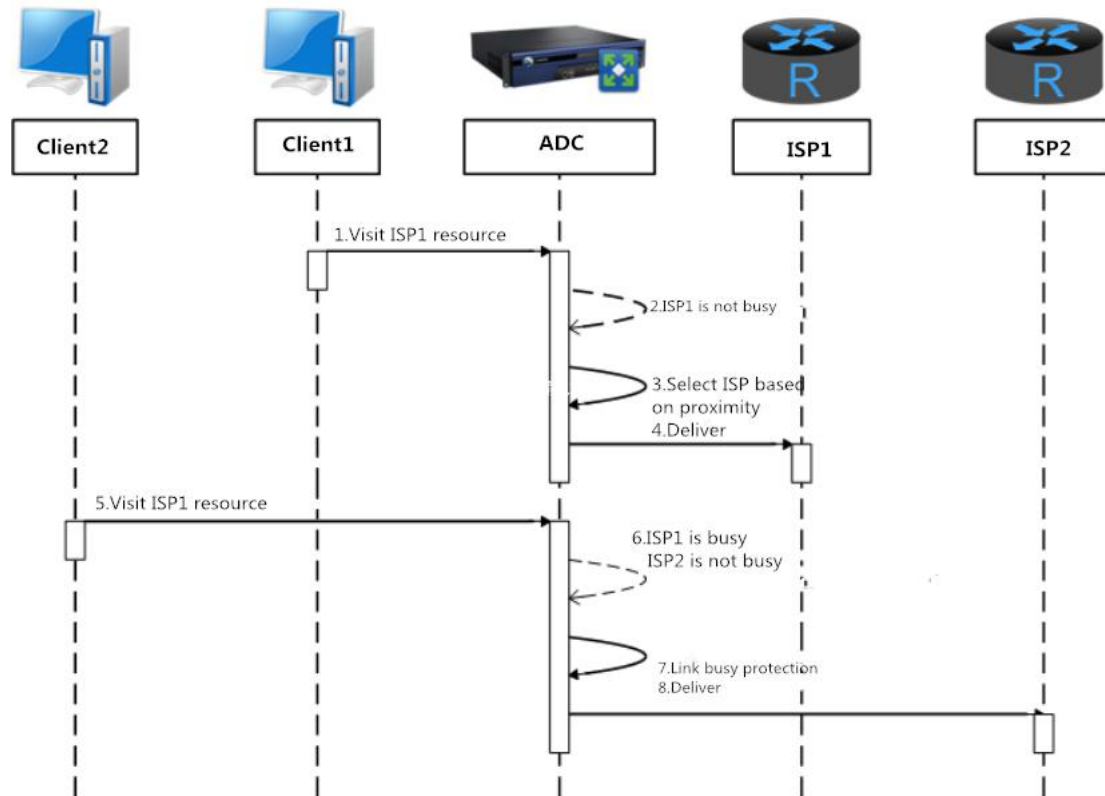 Client2
Client1
ADC
ISP1
ISP2
R
R
1.Visit ISP1 resource
2.ISP1 is not busy
3.Select ISP based
on proximity
4.Deliver
5.Visit ISP1 resource
6.ISP1 is busy
ISP2 is not busy
7.Link busy protection
8.Deliver